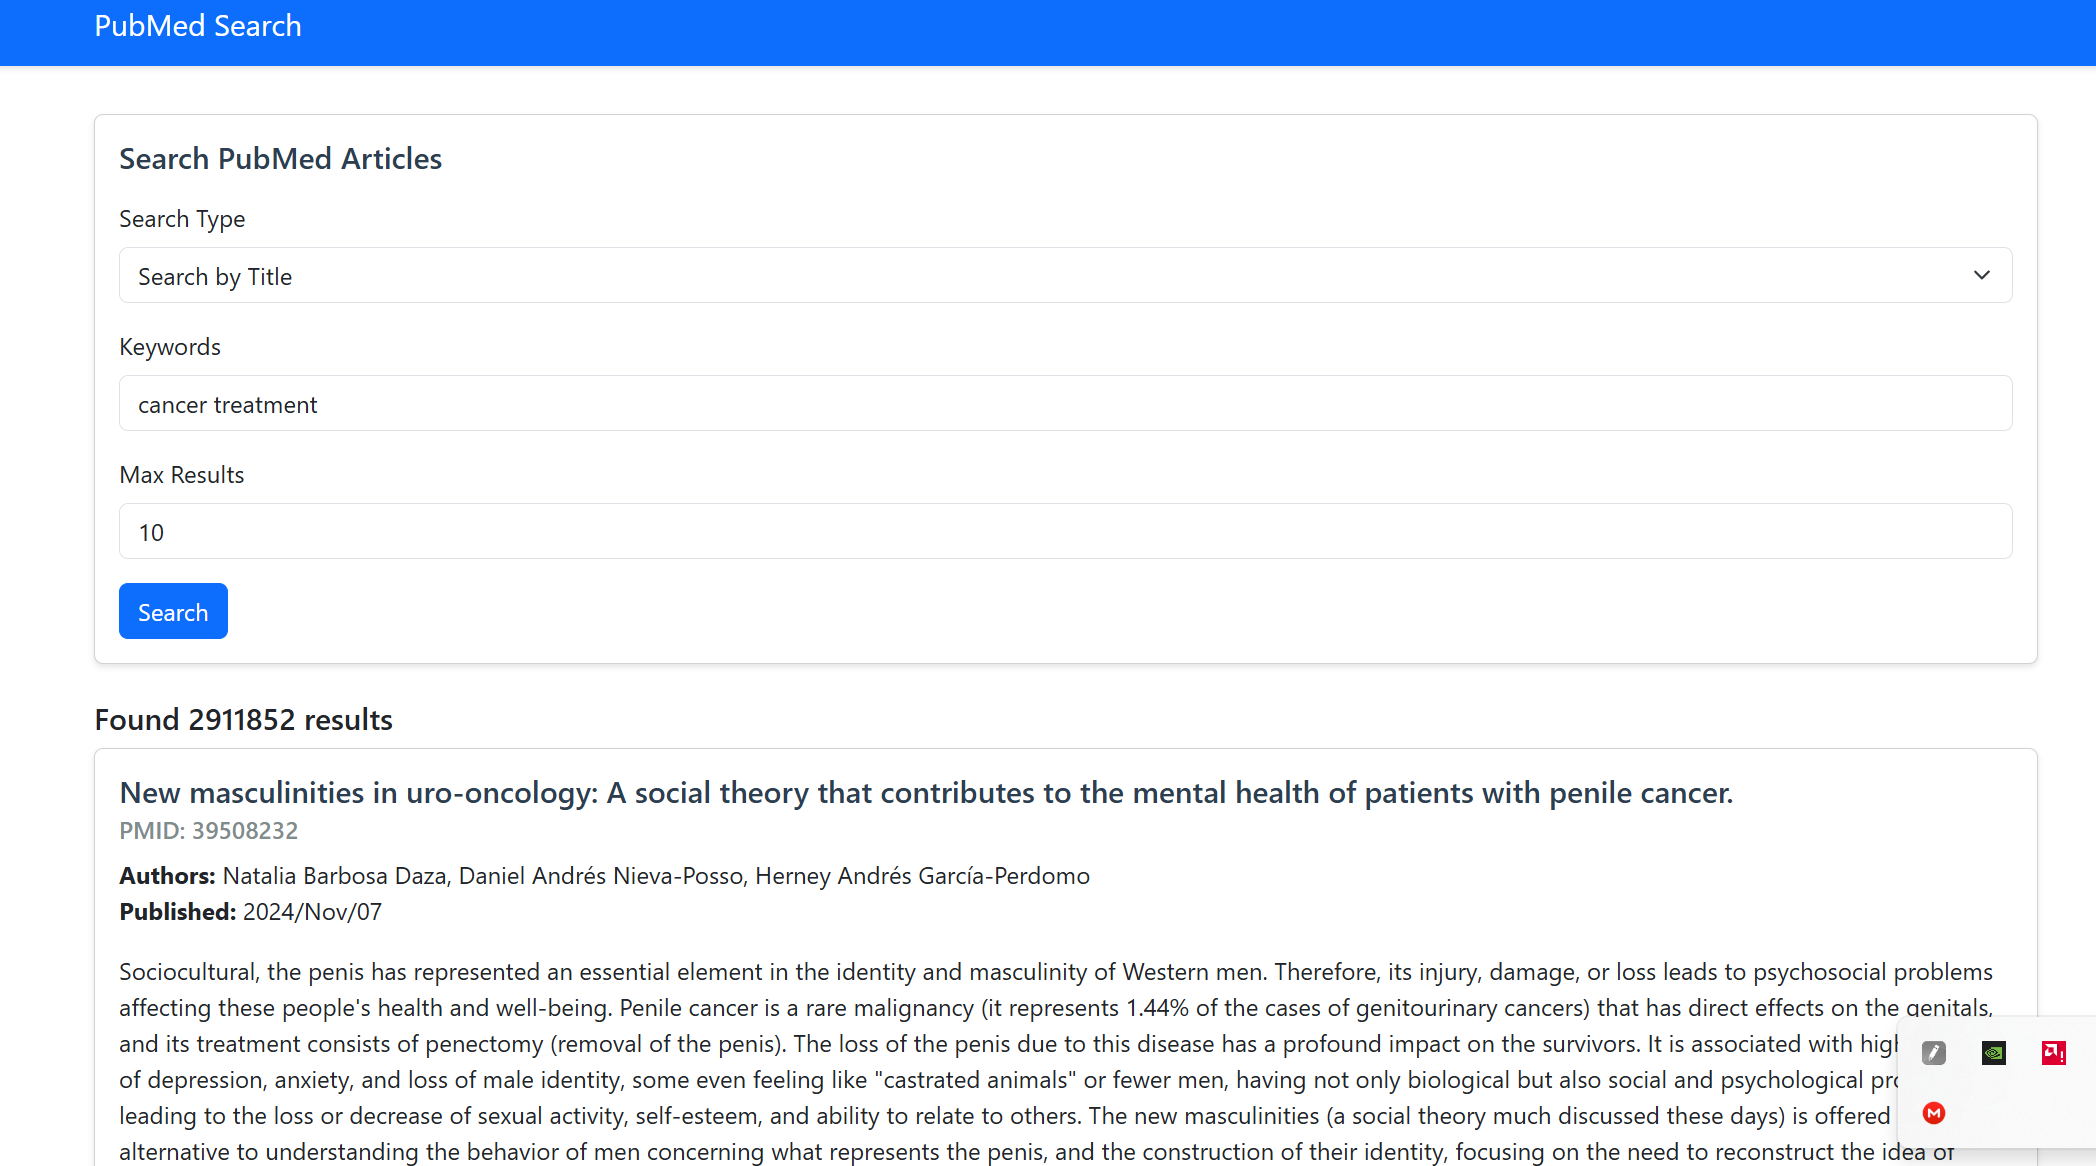 PubMed Search
Search PubMed Articles
Search Type
Search by Title
Keywords
cancer treatment
Max Results
10
Search
Found 2911852 results
New masculinities in uro-oncology: A social theory that contributes to the mental health of patients with penile cancer.
PMID: 39508232
Authors: Natalia Barbosa Daza, Daniel Andrés Nieva-Posso, Herney Andrés García-Perdomo
Published: 2024/Nov/07
Sociocultural, the penis has represented an essential element in the identity and masculinity of Western men. Therefore, its injury, damage, or loss leads to psychosocial problems
affecting these people's health and well-being. Penile cancer is a rare malignancy (it represents 1.44% of the cases of genitourinary cancers) that has direct effects on the genitals,
and its treatment consists of penectomy (removal of the penis). The loss of the penis due to this disease has a profound impact on the survivors. It is associated with
of depression, anxiety, and loss of male identity, some even feeling like "castrated animals" or fewer men, having not only biological but also social and psychological
leading to the loss or decrease of sexual activity, self-esteem, and ability to relate to others. The new masculinities (a social theory much discussed these days) is offered
alternative to understanding the behavior of men concerning what represents the penis, and the construction of their identity, focusing on the need to reconstruct the idea of